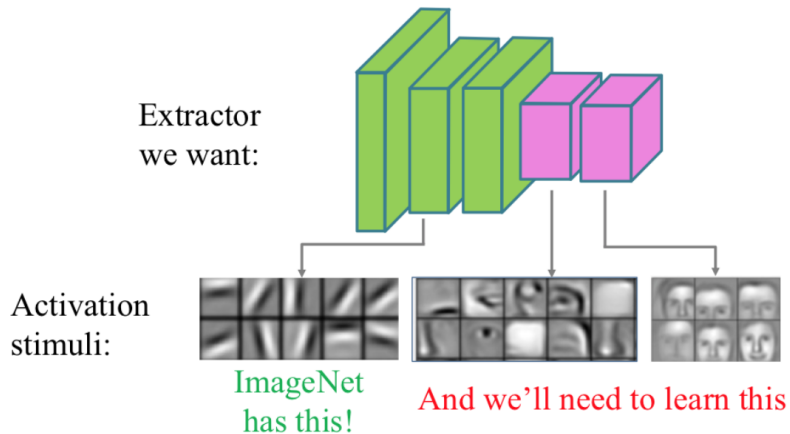 Extractor
we want:
Activation
stimuli:
ImageNet
has this!
And we'll need to learn this